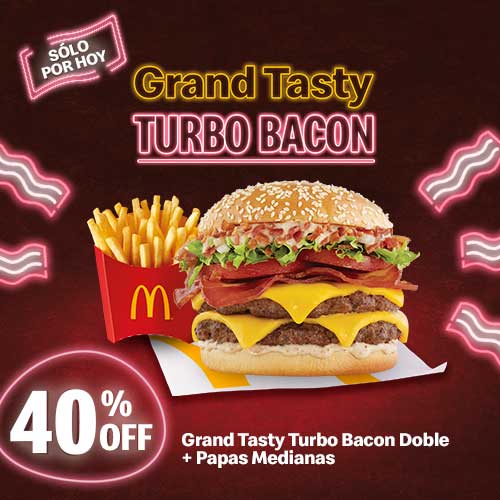 SÓLO
POR HOY
Grand Tasty
TURBO BACON
40% OFF
Grand Tasty Turbo Bacon Doble
+ Papas Medianas